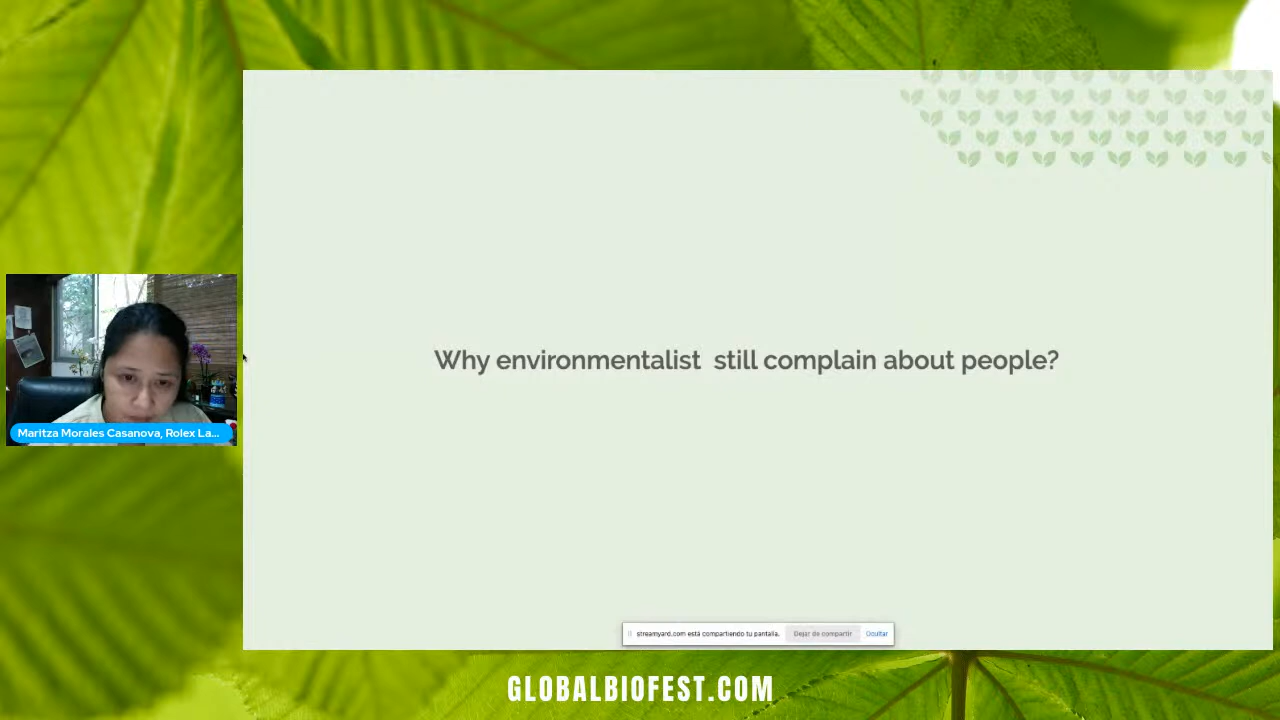 Why environmentalist  still complain about people?
Maritza Morales Casanova, Rolex La...
streamyard.com está compartiendo tu pantalla. Dejar de compartir Ocultar
GLOBALBIOFEST.COM